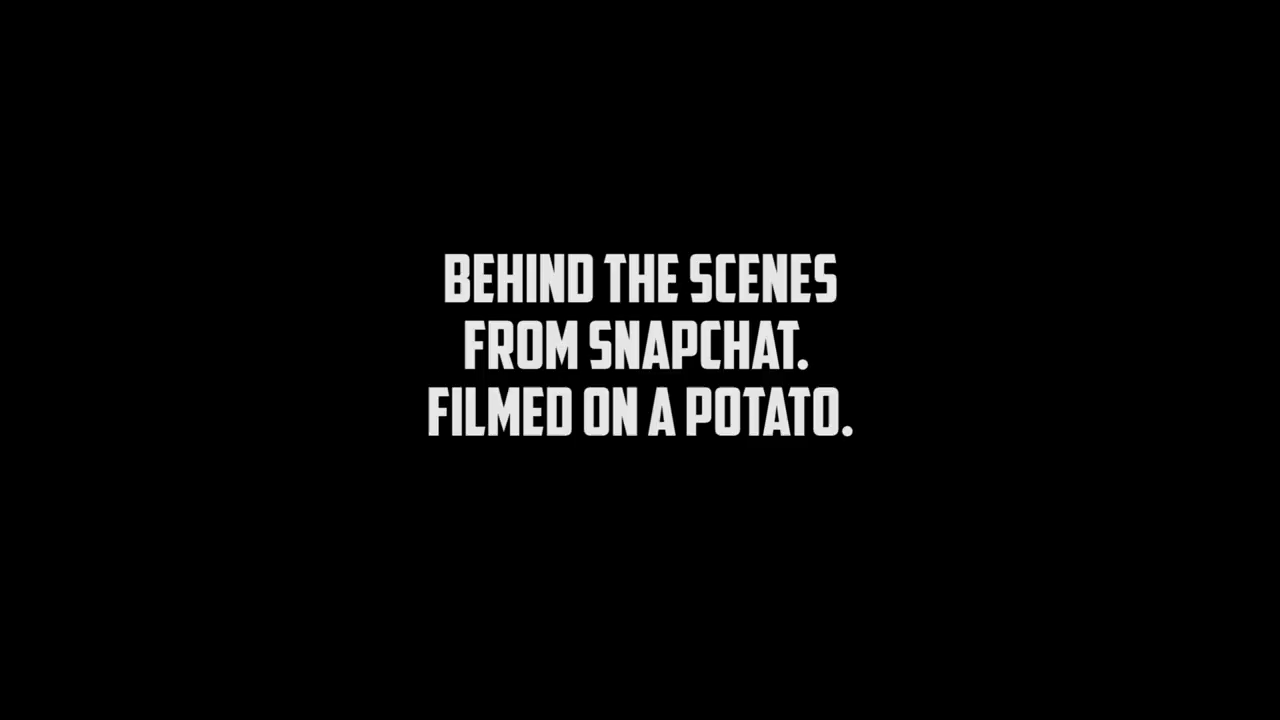 BEHIND THE SCENES
FROM SNAPCHAT.
FILMED ON A POTATO.